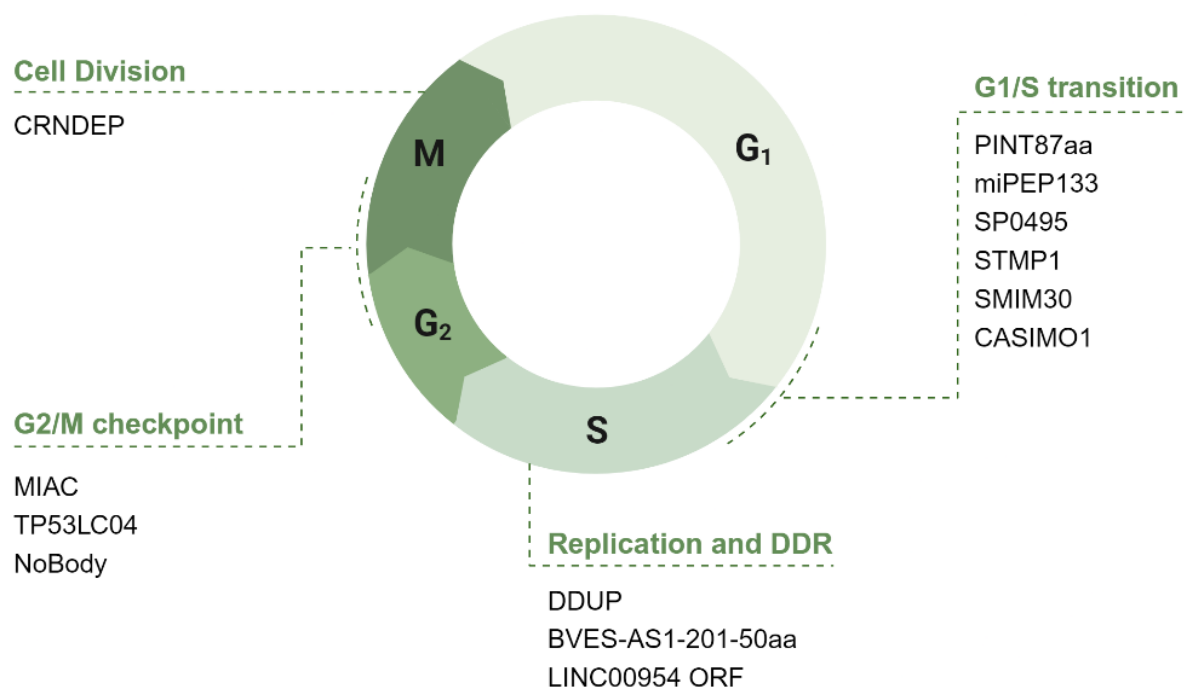 Cell Division
CRNDEP
G1/S transition
PINT87aa
miPEP133
SP0495
STMP1
SMIM30
CASIMO1
M
G₁
G₂
S
G2/M checkpoint
MIAC
TP53LC04
NoBody
Replication and DDR
DDUP
BVES-AS1-201-50aa
LINC00954 ORF